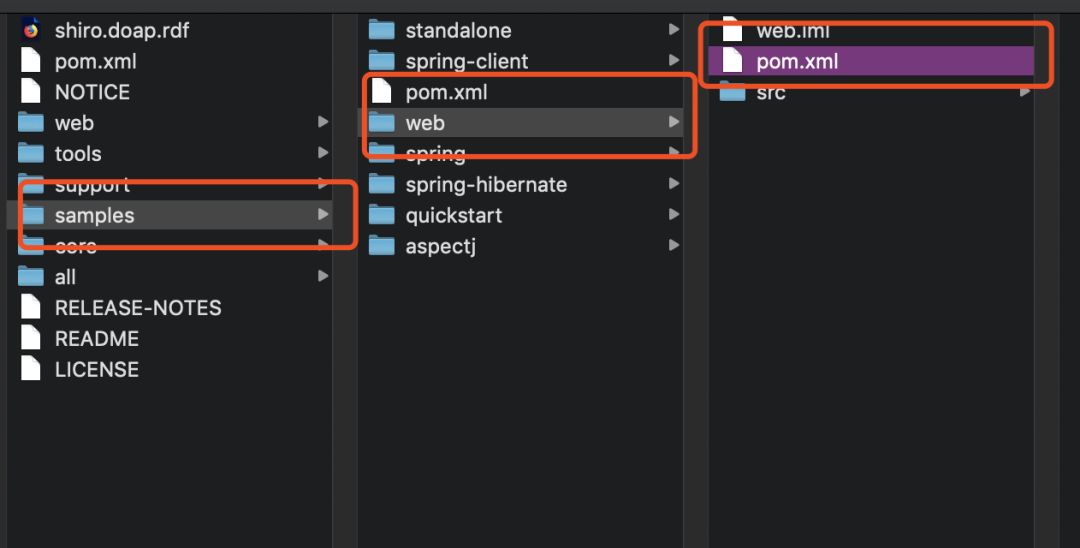 shiro.doap.rdf
pom.xml
NOTICE
web
tools
support
samples
core
all
RELEASE-NOTES
README
LICENSE
standalone
spring-client
pom.xml
web
spring
spring-hibernate
quickstart
aspectj
web.iml
pom.xml
src